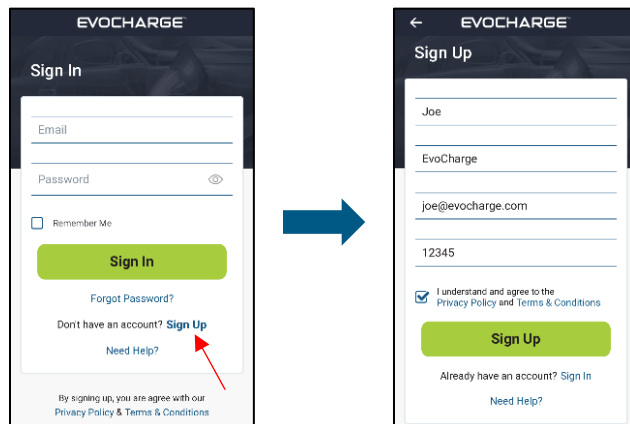 EVOCHARGE
Sign In
Email
Password
Remember Me
Sign In
Forgot Password?
Don't have an account? Sign Up
Need Help?
By signing up, you are agree with our
Privacy Policy & Terms & Conditions
EVOCHARGE
Sign Up
Joe
EvoCharge
joe@evocharge.com
12345
I understand and agree to the
Privacy Policy and Terms & Conditions
Sign Up
Already have an account? Sign In
Need Help?